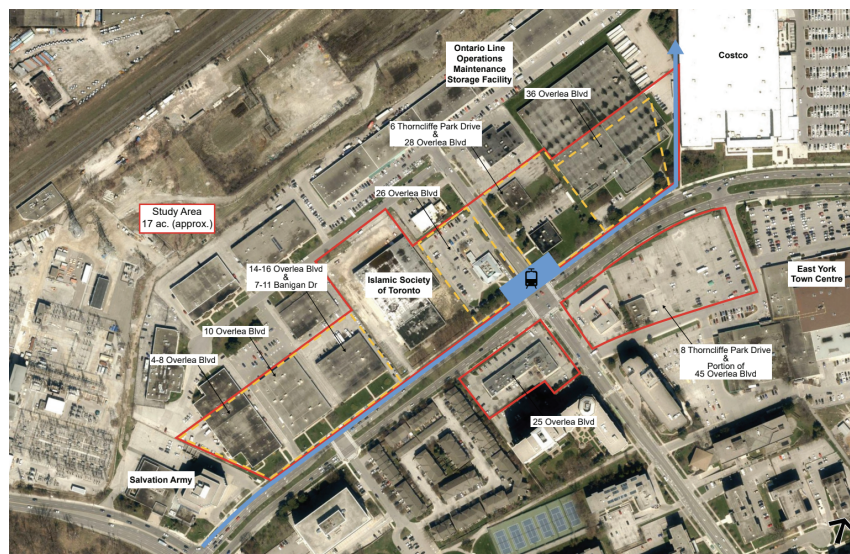 Ontario Line
Operations
Maintenance
Storage Facility
Costco
36 Overlea Blvd
6 Thorncliffe Park Drive
&
28 Overlea Blvd
26 Overlea Blvd
Study Area
17 ac. (approx.)
14-16 Overlea Blvd
&
7-11 Banigan Dr
Islamic Society
of Toronto
East York
Town Centre
10 Overlea Blvd
4-8 Overlea Blvd
8 Thorncliffe Park Drive
&
Portion of
45 Overlea Blvd
25 Overlea Blvd
Salvation Army